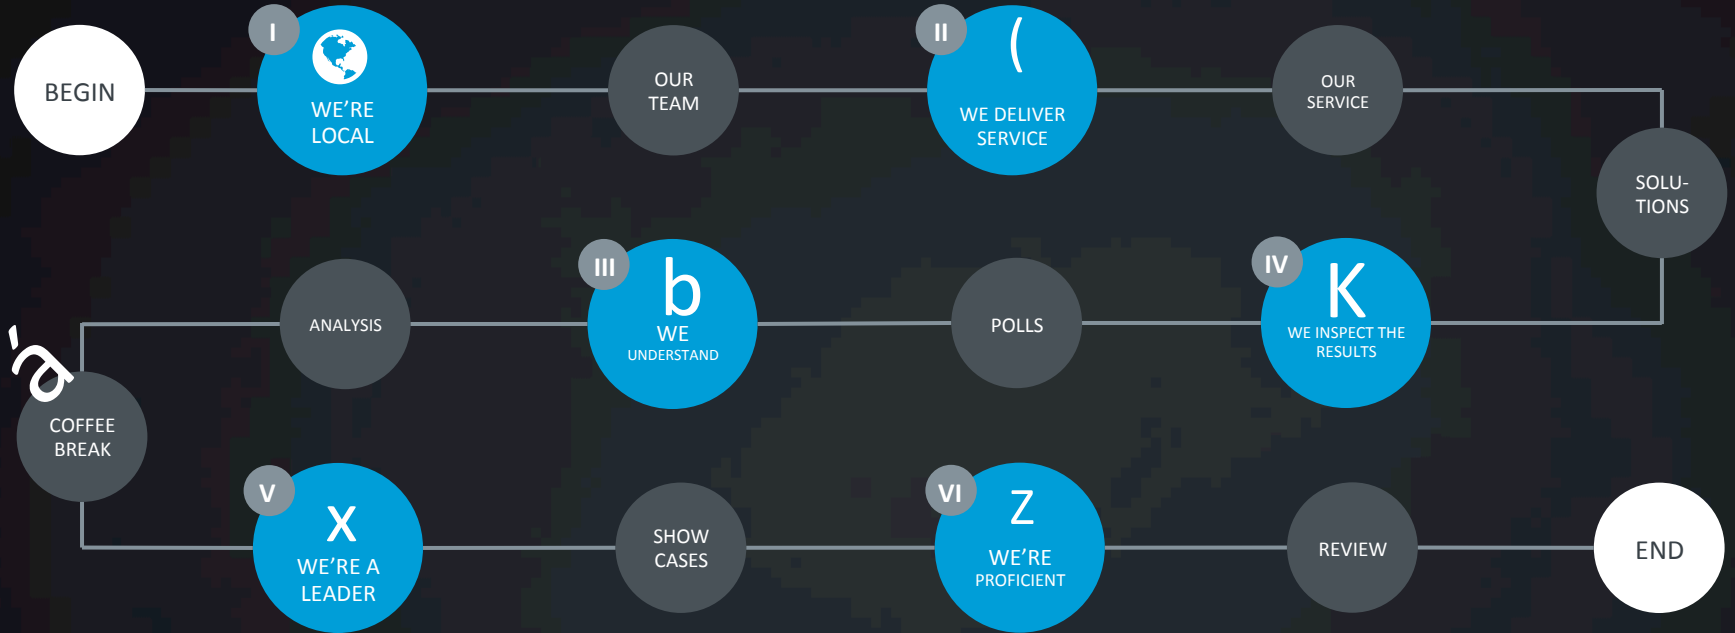 BEGIN
I
WE'RE
LOCAL
OUR
TEAM
II
(
WE DELIVER
SERVICE
OUR
SERVICE
SOLU-
TIONS
IV
K
WE INSPECT THE
RESULTS
POLLS
III
b
WE
UNDERSTAND
ANALYSIS
à
COFFEE
BREAK
V
x
WE'RE A
LEADER
SHOW
CASES
VI
z
WE'RE
PROFICIENT
REVIEW
END